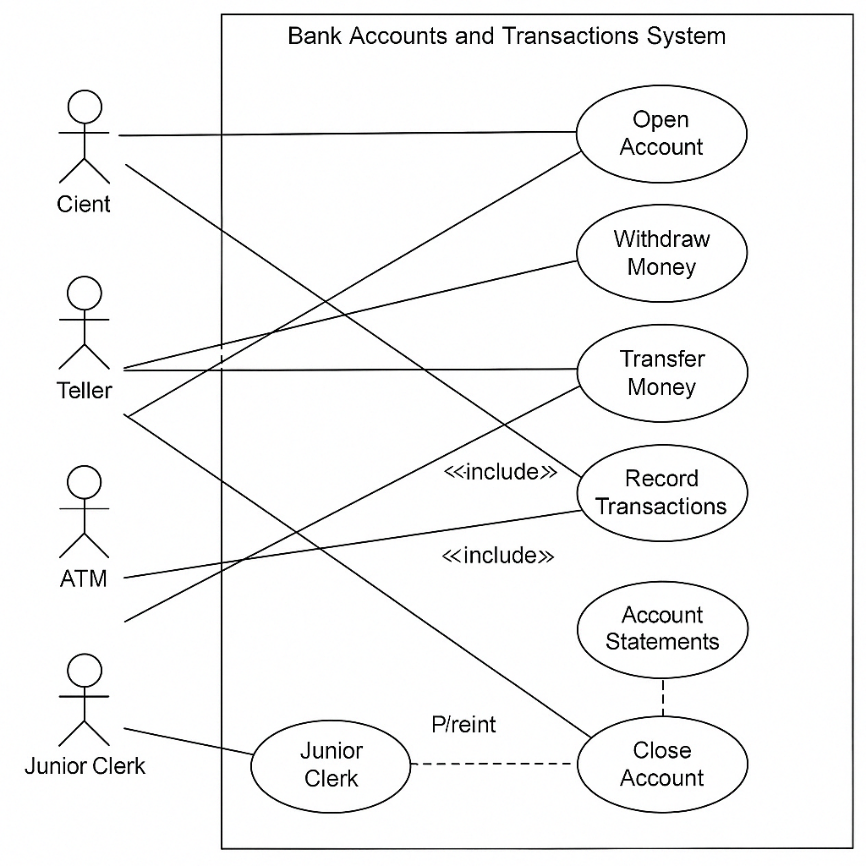 Bank Accounts and Transactions System
Open
Account
Cient
Withdraw
Money
Transfer
Money
Teller
<<include>>
Record
Transactions
<<include>>
ATM
Account
Statements
P/reint
Junior
Clerk
Close
Account
Junior Clerk